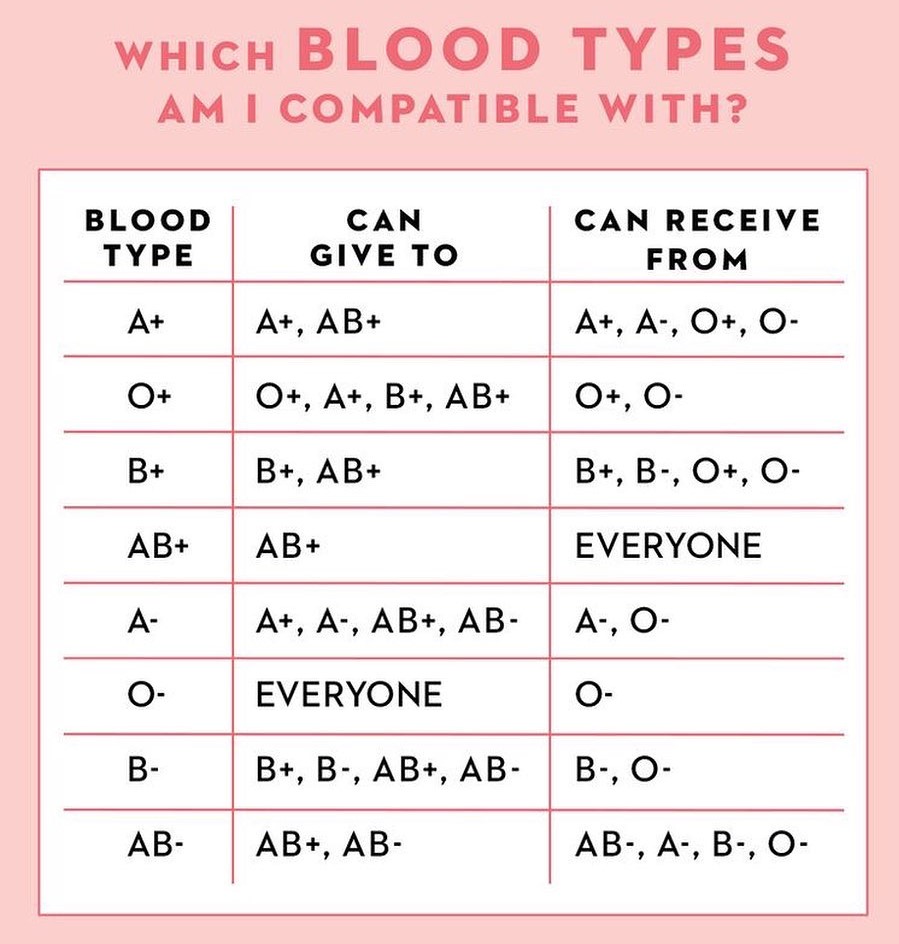 WHICH BLOOD TYPES
AM I COMPATIBLE WITH?
BLOOD TYPE CAN GIVE TO CAN RECEIVE FROM
A+ A+, AB+ A+, A-, O+, O-
O+ O+, A+, B+, AB+ O+, O-
B+ B+, AB+ B+, B-, O+, O-
AB+ AB+ EVERYONE
A- A+, A-, AB+, AB- A-, O-
O- EVERYONE O-
B- B+, B-, AB+, AB- B-, O-
AB- AB+, AB- AB-, A-, B-, O-